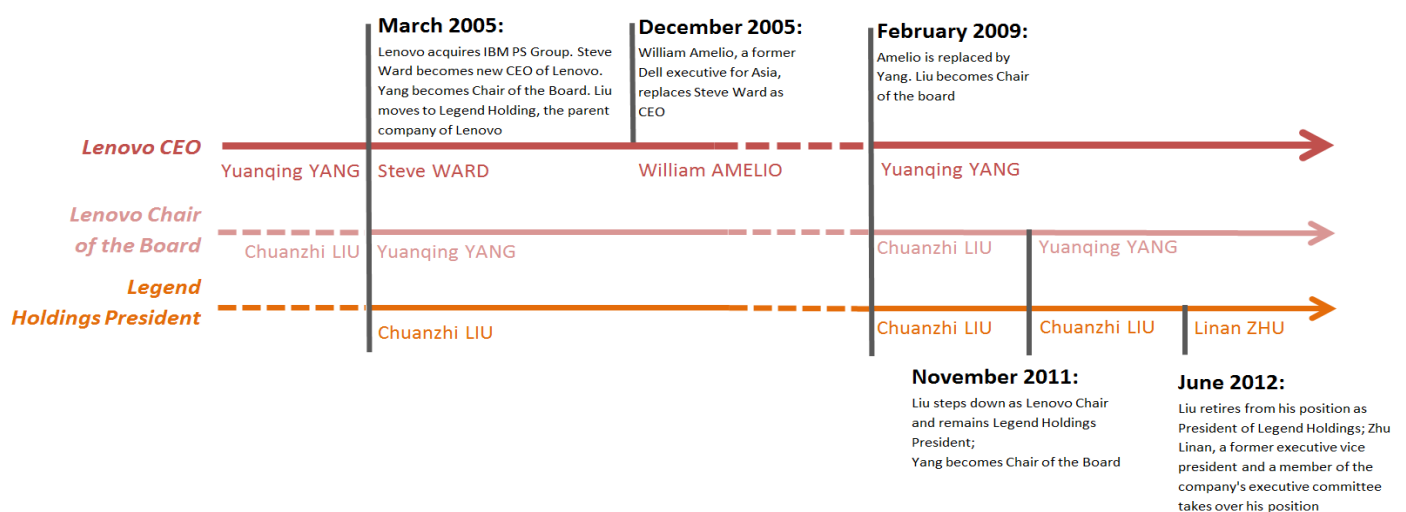 March 2005:
Lenovo acquires IBM PS Group. Steve
Ward becomes new CEO of Lenovo.
Yang becomes Chair of the Board. Liu
moves to Legend Holding, the parent
company of Lenovo
December 2005:
William Amelio, a former
Dell executive for Asia,
replaces Steve Ward as
CEO
February 2009:
Amelio is replaced by
Yang. Liu becomes Chair
of the board
Lenovo CEO
Yuanqing YANG
Steve WARD
William AMELIO
Yuanqing YANG
Lenovo Chair
of the Board
Chuanzhi LIU
Yuanqing YANG
Chuanzhi LIU
Yuanqing YANG
Legend
Holdings President
Chuanzhi LIU
Chuanzhi LIU
Chuanzhi LIU
Linan ZHU
November 2011:
Liu steps down as Lenovo Chair
and remains Legend Holdings
President;
Yang becomes Chair of the Board
June 2012:
Liu retires from his position as
President of Legend Holdings; Zhu
Linan, a former executive vice
president and a member of the
company's executive committee
takes over his position